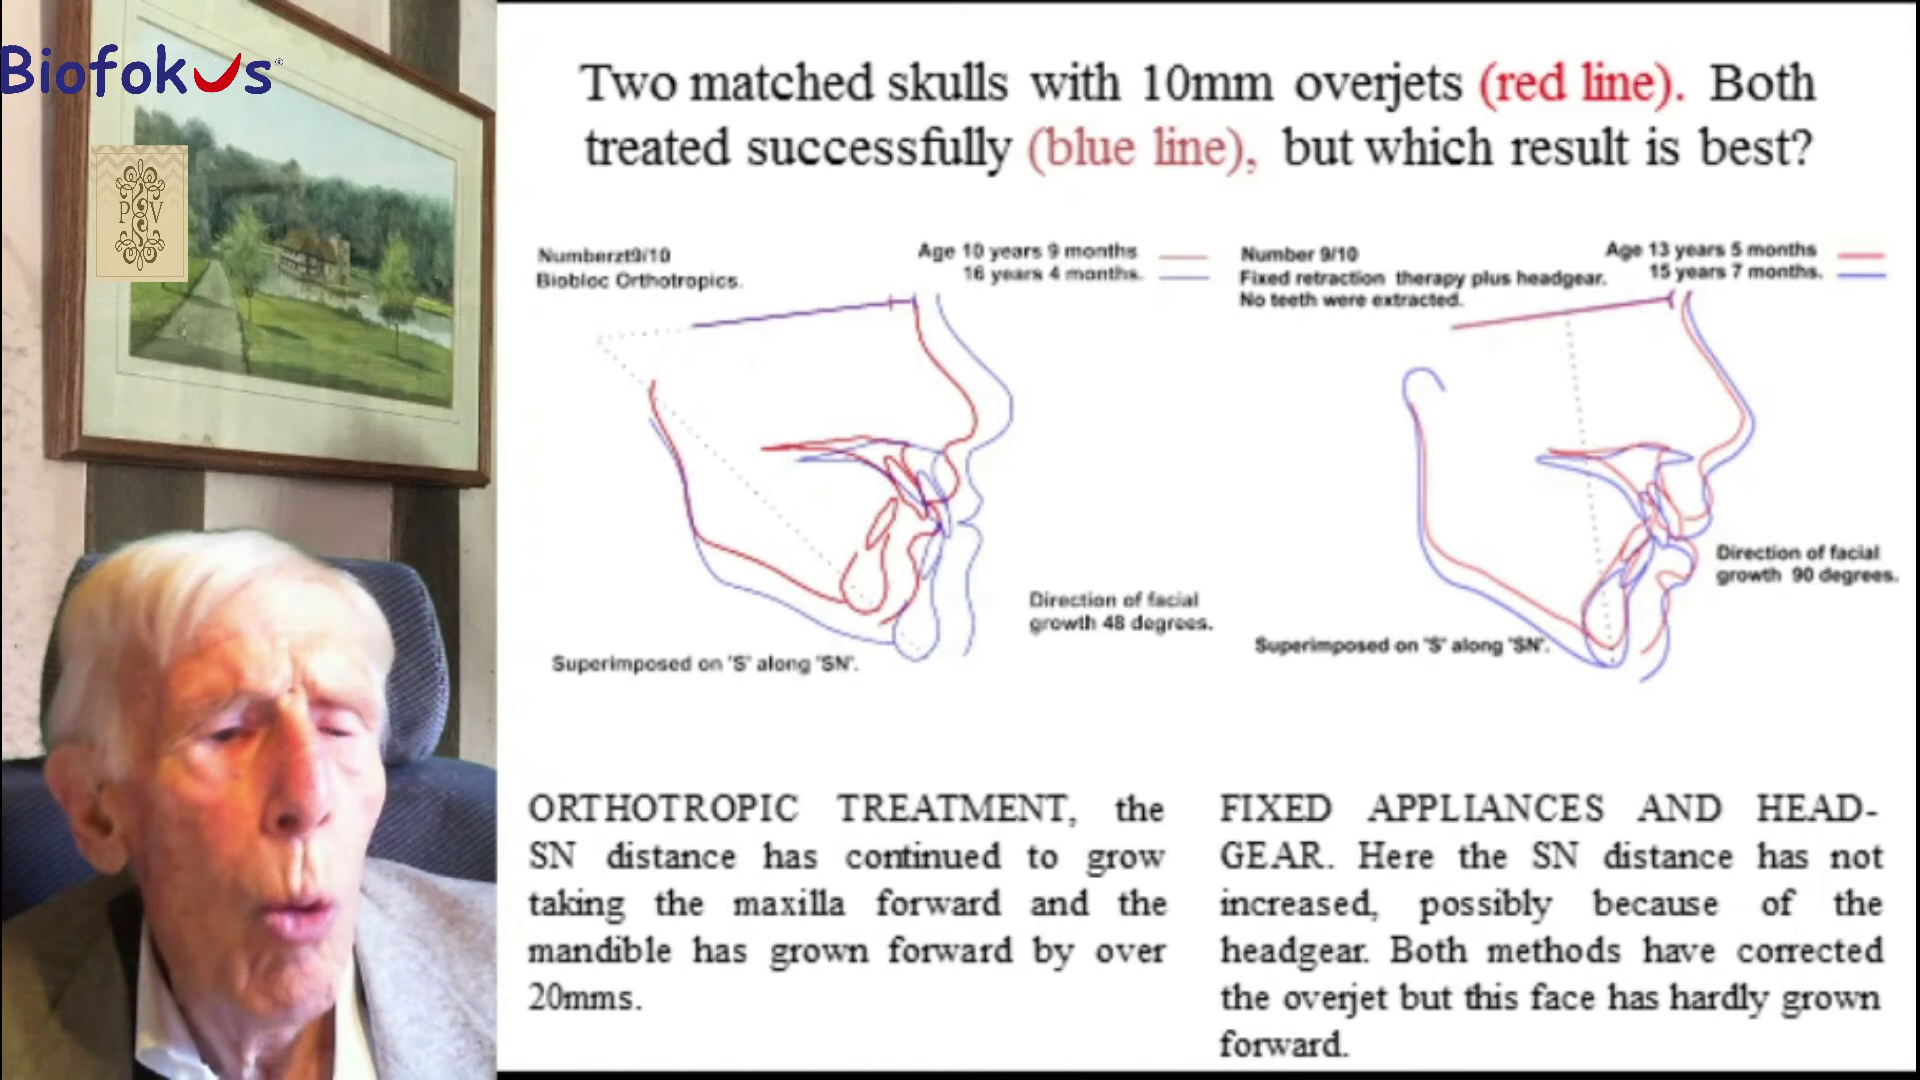 Biofokus®
P S V
Two matched skulls with 10mm overjets (red line). Both
treated successfully (blue line), but which result is best?
Numberzt9/10
Biobloc Orthotropics.
Age 10 years 9 months
16 years 4 months.
Number 9/10
Fixed retraction therapy plus headgear.
No teeth were extracted.
Age 13 years 5 months
15 years 7 months.
Direction of facial
growth 48 degrees.
Superimposed on 'S' along 'SN'.
Direction of facial
growth 90 degrees.
Superimposed on 'S' along 'SN'.
ORTHOTROPIC TREATMENT, the
SN distance has continued to grow
taking the maxilla forward and the
mandible has grown forward by over
20mms.
FIXED APPLIANCES AND HEAD-
GEAR. Here the SN distance has not
increased, possibly because of the
headgear. Both methods have corrected
the overjet but this face has hardly grown
forward.